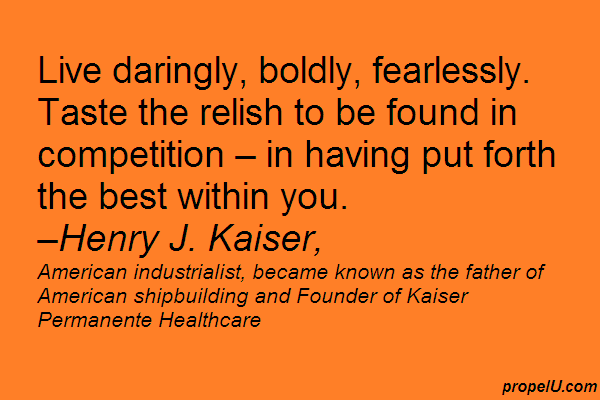 Live daringly, boldly, fearlessly.
Taste the relish to be found in
competition – in having put forth
the best within you.
–Henry J. Kaiser,
American industrialist, became known as the father of
American shipbuilding and Founder of Kaiser
Permanente Healthcare
propelU.com